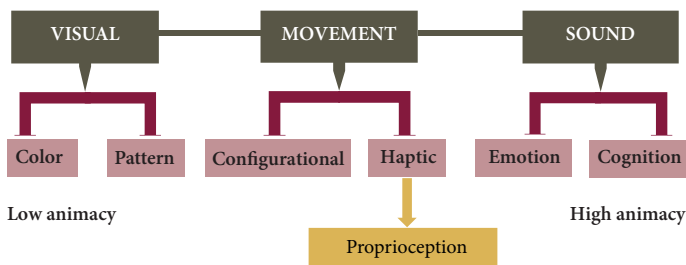 VISUAL MOVEMENT SOUND
Color Pattern Configurational Haptic Emotion Cognition
Low animacy High animacy
Proprioception